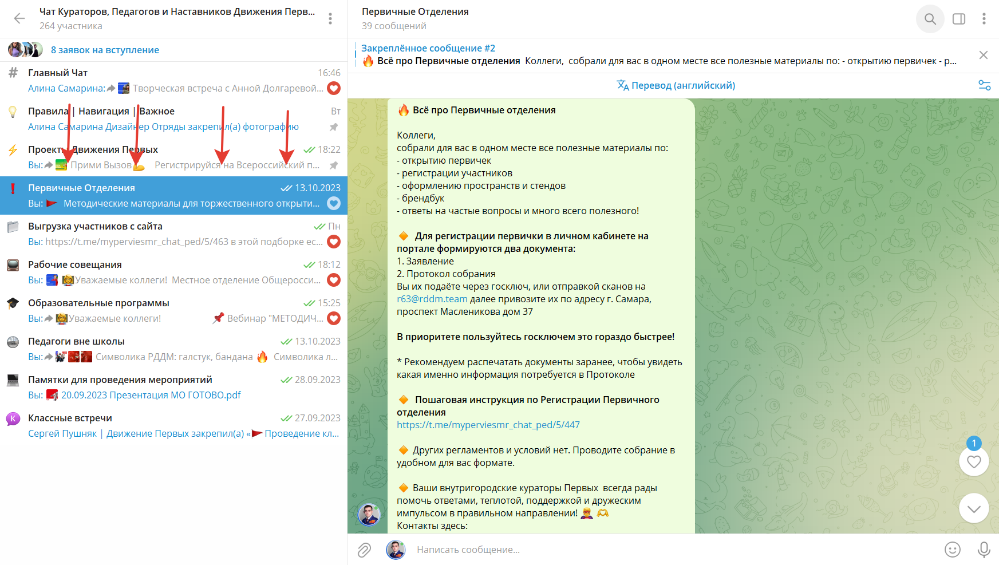 Чат Кураторов, Педагогов и Наставников Движения Перв...
264 участника
8 заявок на вступление
Главный Чат 16:46
Алина Самарина: Творческая встреча с Анной Долгаревой...
Правила | Навигация | Важное Вт
Алина Самарина Дизайнер Отряды закрепил(а) фотографию
Проекты Движения Первых 18:22
Вы: Прими Вызов Регистрируйся на Всероссийский п...
Первичные Отделения 13.10.2023
Вы: Методические материалы для торжественного открыти...
Выгрузка участников с сайта Пн
Вы: https://t.me/myperviesmr_chat_ped/5/463 в этой подборке ес...
Рабочие совещания 18:12
Вы: Уважаемые коллеги! Местное отделение Общеросси...
Образовательные программы 15:25
Вы: Уважаемые коллеги! Вебинар "МЕТОДИЧ...
Педагоги вне школы 13.10.2023
Вы: Символика РДДМ: галстук, бандана Символика л...
Памятки для проведения мероприятий 28.09.2023
Вы: 20.09.2023 Презентация МО ГОТОВО.pdf
К Классные встречи 27.09.2023
Сергей Пушняк | Движение Первых закрепил(а) «Проведение кл...
Первичные Отделения
39 сообщений
Закреплённое сообщение #2
Всё про Первичные отделения Коллеги, собрали для вас в одном месте все полезные материалы по: - открытию первичек - р...
Перевод (английский)
Всё про Первичные отделения
Коллеги,
собрали для вас в одном месте все полезные материалы по:
- открытию первичек
- регистрации участников
- оформлению пространств и стендов
- брендбук
- ответы на частые вопросы и много всего полезного!
Для регистрации первички в личном кабинете на
портале формируются два документа:
1. Заявление
2. Протокол собрания
Вы их подаёте через госключ, или отправкой сканов на
r63@rddm.team далее привозите их по адресу г. Самара,
проспект Масленикова дом 37
В приоритете пользуйтесь госключем это гораздо быстрее!
* Рекомендуем распечатать документы заранее, чтобы увидеть
какая именно информация потребуется в Протоколе
Пошаговая инструкция по Регистрации Первичного
отделения
https://t.me/myperviesmr_chat_ped/5/447
Других регламентов и условий нет. Проводите собрание в
удобном для вас формате.
Ваши внутригородские кураторы Первых всегда рады
помочь ответами, теплотой, поддержкой и дружеским
импульсом в правильном направлении!
Контакты здесь:
1
Написать сообщение...